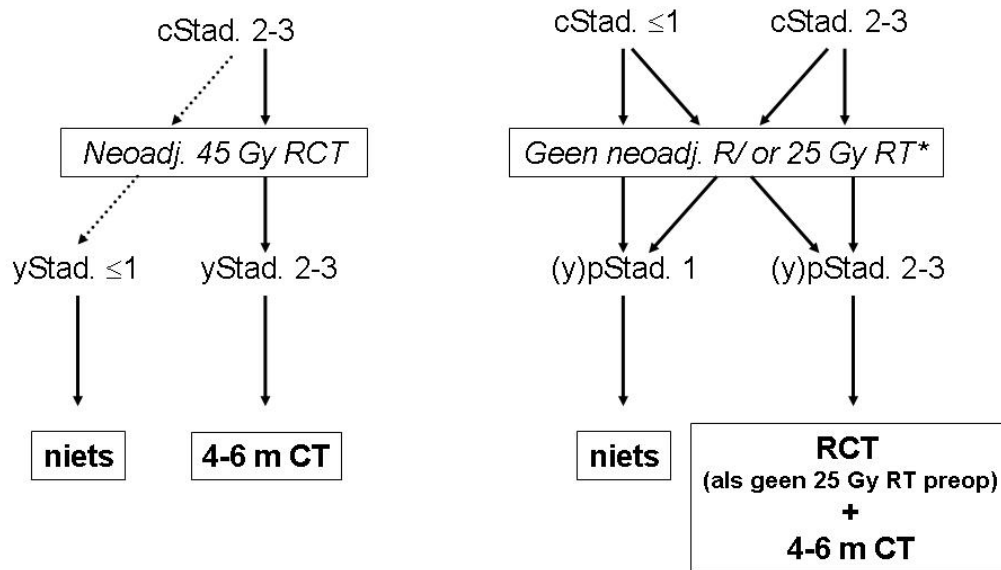 cStad. 2-3
Neoadj. 45 Gy RCT
yStad. ≤1
yStad. 2-3
niets
4-6 m CT
cStad. ≤1
cStad. 2-3
Geen neoadj. R/ or 25 Gy RT*
(y)pStad. 1
(y)pStad. 2-3
niets
RCT
(als geen 25 Gy RT preop)
+
4-6 m CT